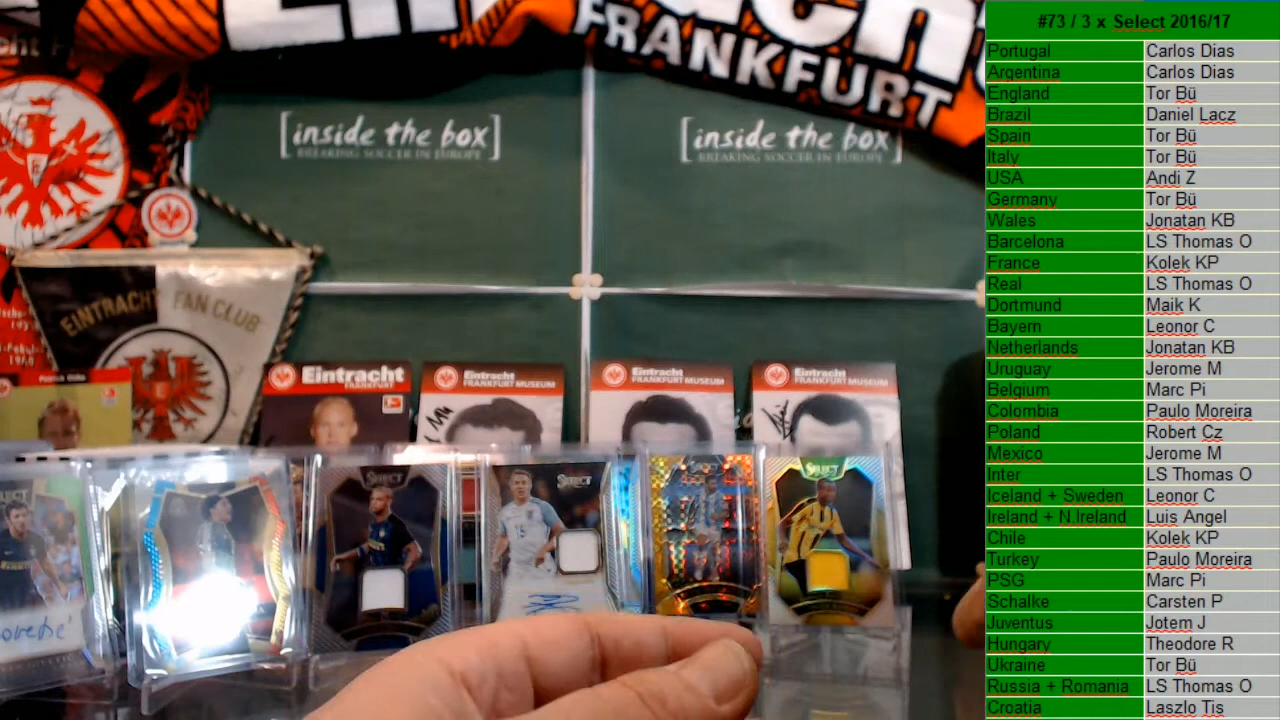 FRANKFURT
[inside the box]
BREAKING SOCCER IN EUROPE
[inside the box]
BREAKING SOCCER IN EUROPE
EINTRACHT FAN CLUB
Eintracht
FRANKFURT
Eintracht
FRANKFURT MUSEUM
Eintracht
FRANKFURT MUSEUM
Eintracht
FRANKFURT MUSEUM
SELECT
SELECT
SELECT
SELECT
#73 / 3 x Select 2016/17
Portugal Carlos Dias
Argentina Carlos Dias
England Tor Bü
Brazil Daniel Lacz
Spain Tor Bü
Italy Tor Bü
USA Andi Z
Germany Tor Bü
Wales Jonatan KB
Barcelona LS Thomas O
France Kolek KP
Real LS Thomas O
Dortmund Maik K
Bayern Leonor C
Netherlands Jonatan KB
Uruguay Jerome M
Belgium Marc Pi
Colombia Paulo Moreira
Poland Robert Cz
Mexico Jerome M
Inter LS Thomas O
Iceland + Sweden Leonor C
Ireland + N.Ireland Luis Angel
Chile Kolek KP
Turkey Paulo Moreira
PSG Marc Pi
Schalke Carsten P
Juventus Jotem J
Hungary Theodore R
Ukraine Tor Bü
Russia + Romania LS Thomas O
Croatia Laszlo Tis